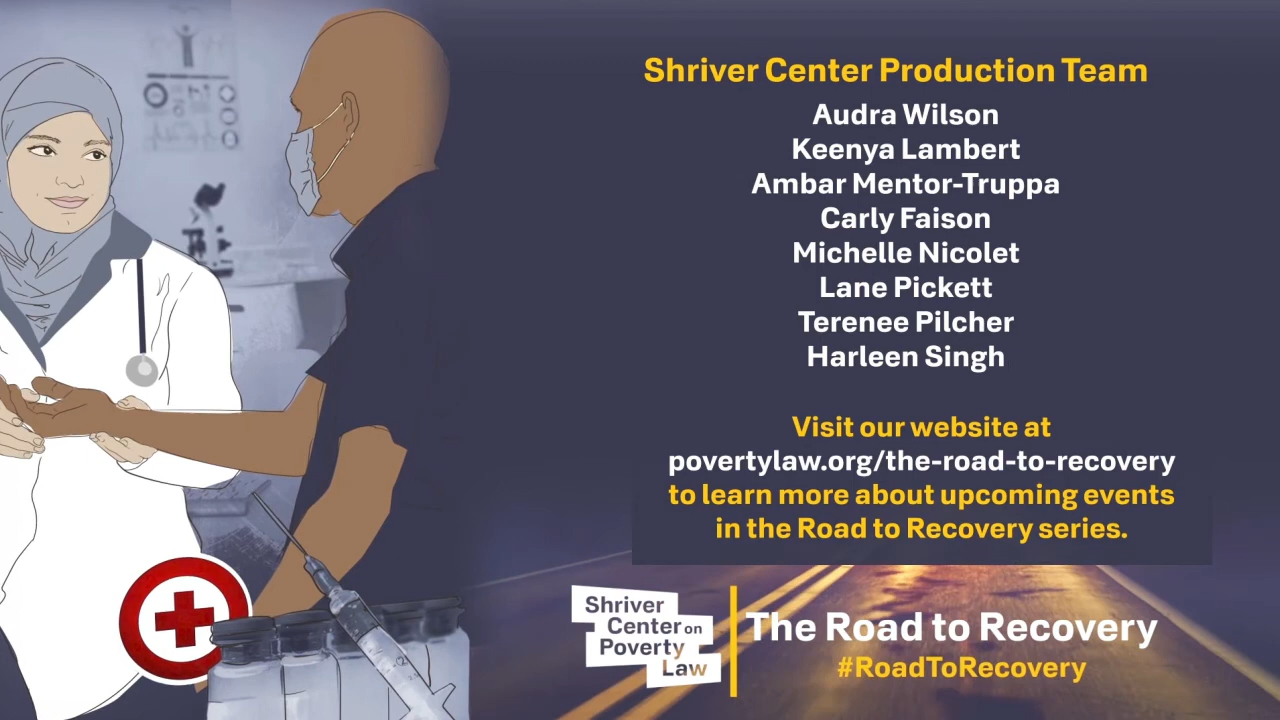 Shriver Center Production Team
Audra Wilson
Keenya Lambert
Ambar Mentor-Truppa
Carly Faison
Michelle Nicolet
Lane Pickett
Terenee Pilcher
Harleen Singh
Visit our website at
povertylaw.org/the-road-to-recovery
to learn more about upcoming events
in the Road to Recovery series.
Shriver
Center on
Poverty
Law
The Road to Recovery
#RoadToRecovery